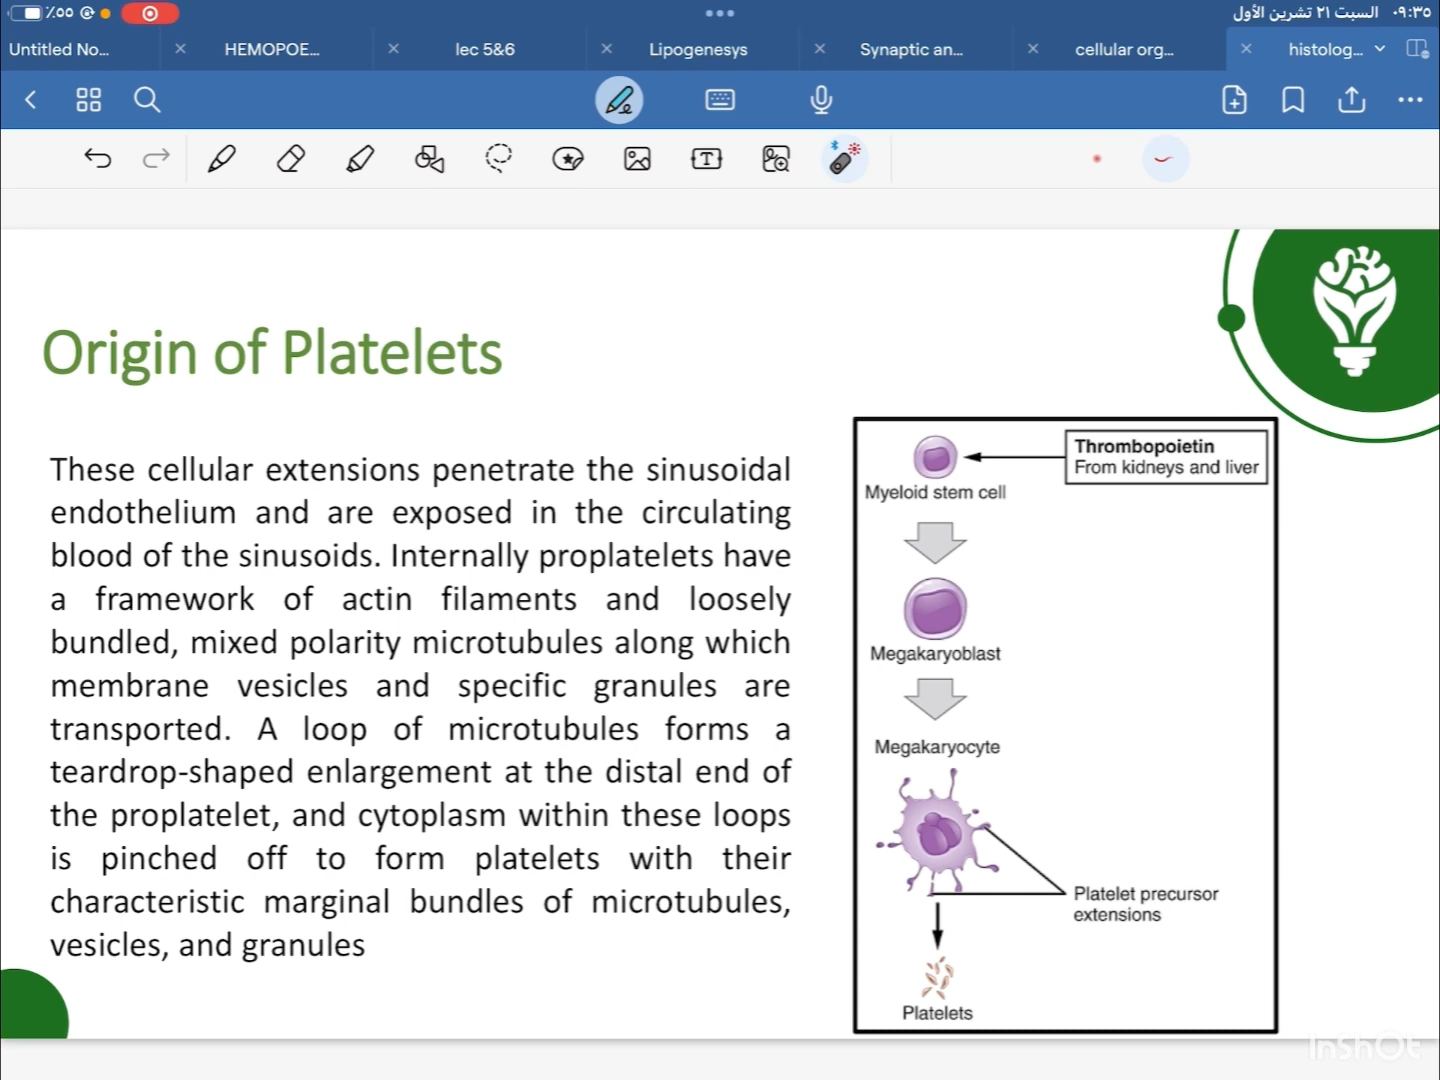 ٪٥٥
السبت ٢١ تشرين الأول ٠٩:٣٥
Untitled No...
HEMOPOE...
lec 5&6
Lipogenesys
Synaptic an...
cellular org...
histolog...
T
Origin of Platelets
These cellular extensions penetrate the sinusoidal
endothelium and are exposed in the circulating
blood of the sinusoids. Internally proplatelets have
a framework of actin filaments and loosely
bundled, mixed polarity microtubules along which
membrane vesicles and specific granules are
transported. A loop of microtubules forms a
teardrop-shaped enlargement at the distal end of
the proplatelet, and cytoplasm within these loops
is pinched off to form platelets with their
characteristic marginal bundles of microtubules,
vesicles, and granules
Thrombopoietin
From kidneys and liver
Myeloid stem cell
Megakaryoblast
Megakaryocyte
Platelet precursor
extensions
Platelets
InShOt